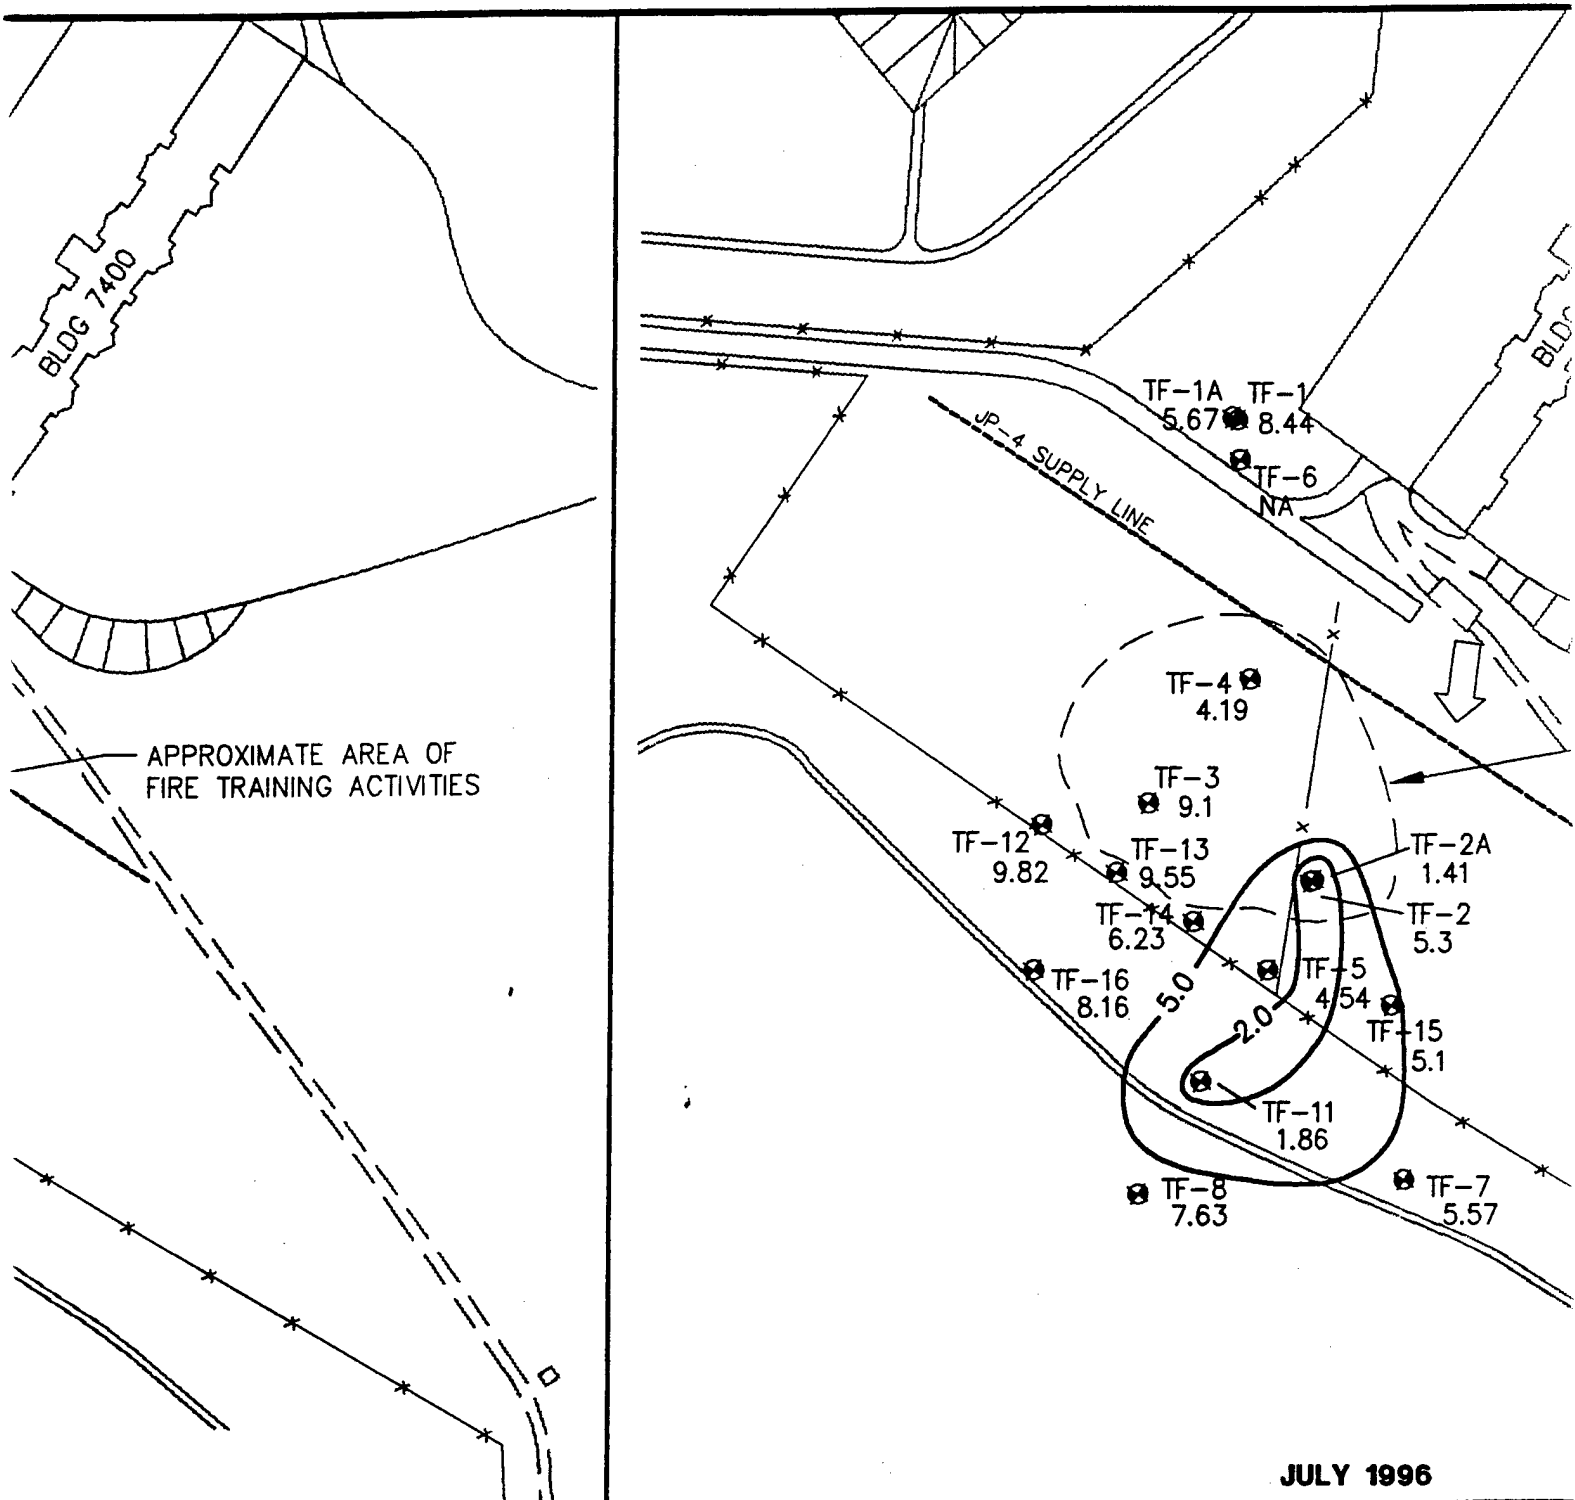 BLDG 7400
APPROXIMATE AREA OF
FIRE TRAINING ACTIVITIES
BLDG
TF-1A
5.67
TF-1
8.44
TF-6
NA
JP-4 SUPPLY LINE
TF-4
4.19
TF-3
9.1
TF-12
9.82
TF-13
9.55
TF-2A
1.41
TF-14
6.23
TF-2
5.3
TF-16
8.16
TF-5
4.54
5.0
2.0
TF-15
5.1
TF-11
1.86
TF-8
7.63
TF-7
5.57
JULY 1996